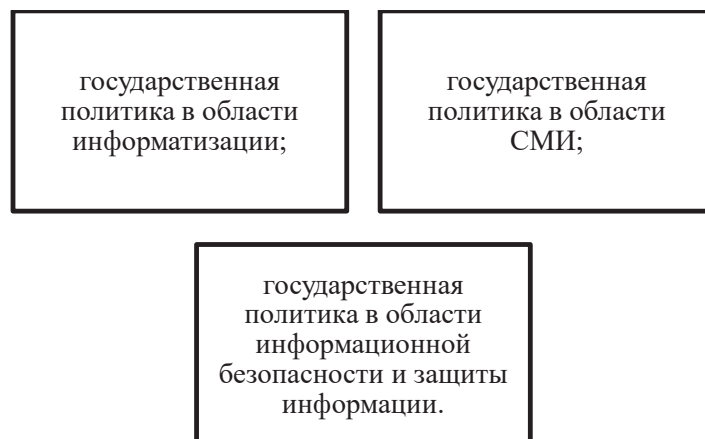 государственная
политика в области
информатизации;
государственная
политика в области
СМИ;
государственная
политика в области
информационной
безопасности и защиты
информации.